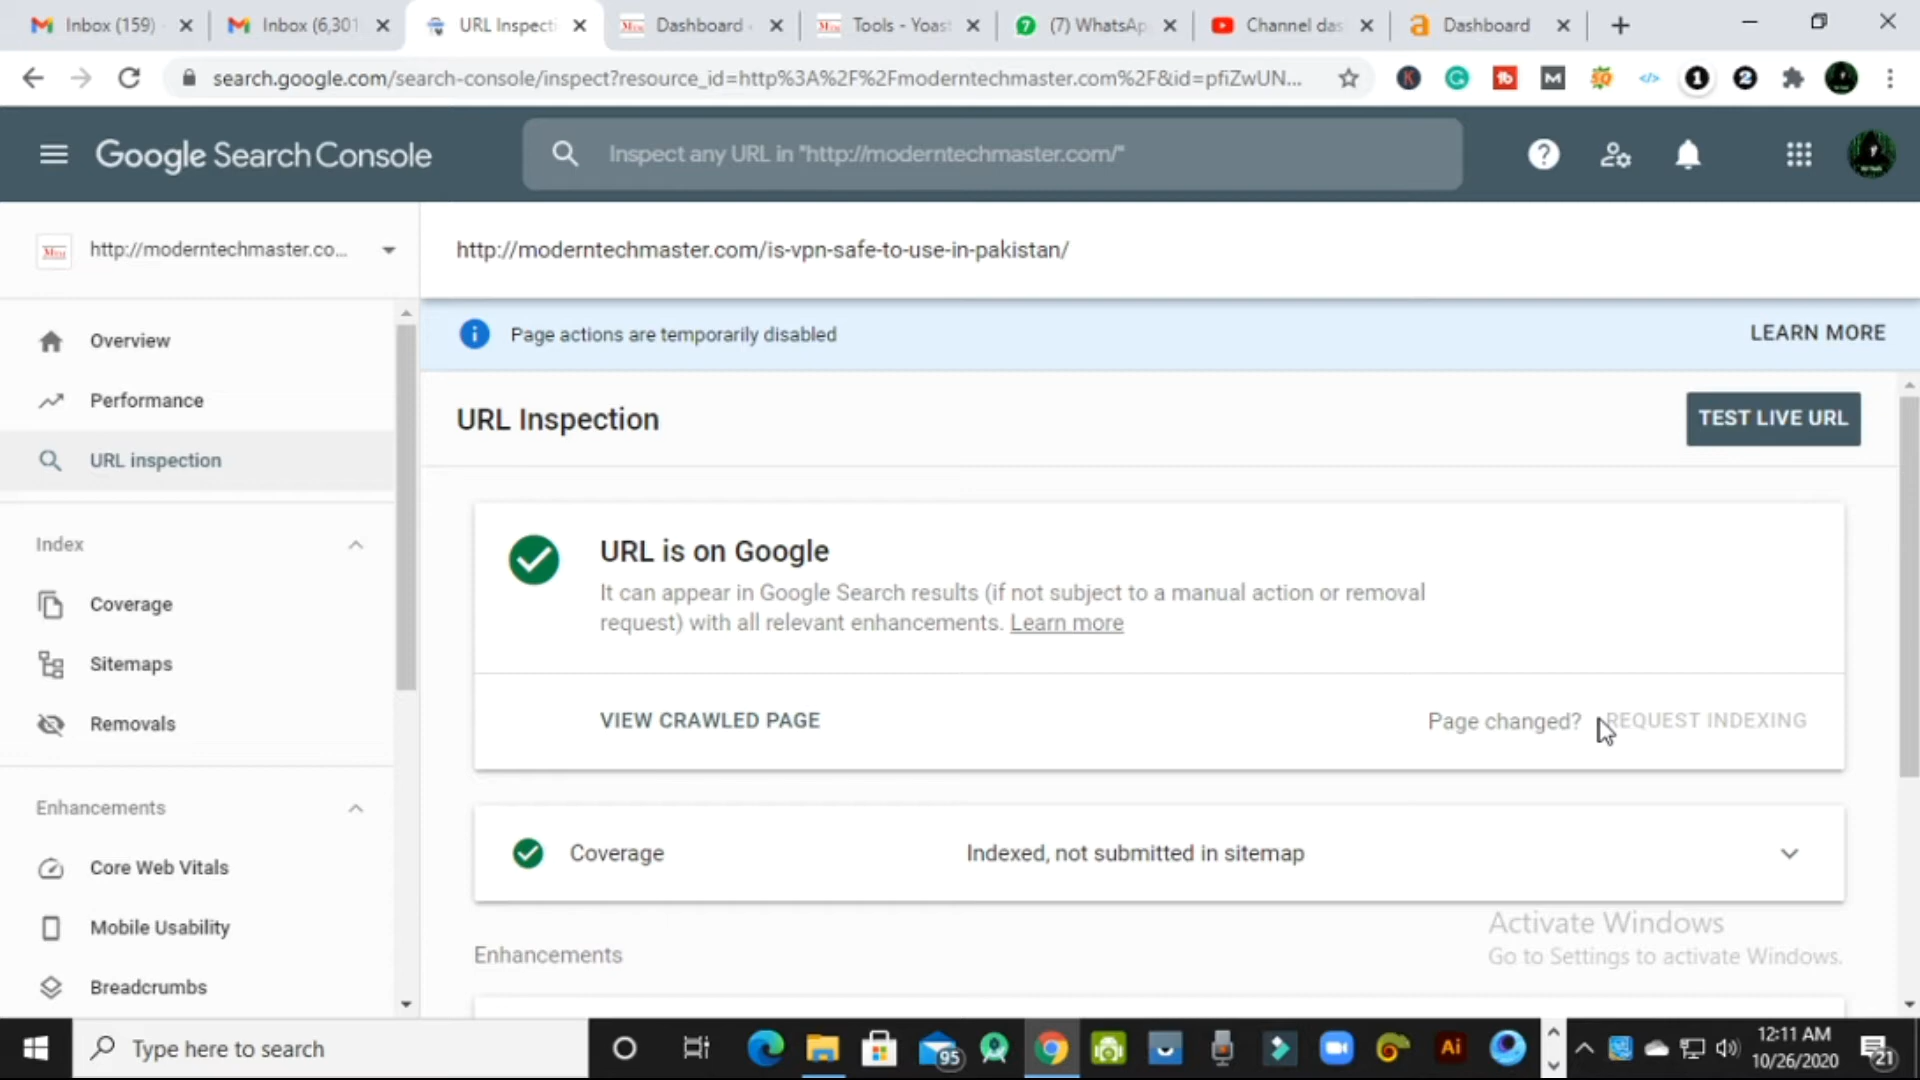 Inbox (159)
Inbox (6,301
URL Inspecti
Dashboard
Tools - Yoas
(7) WhatsAp
Channel das
Dashboard
search.google.com/search-console/inspect?resource_id=http%3A%2F%2Fmoderntechmaster.com%2F&id=pfiZwUN...
Google Search Console
Inspect any URL in "http://moderntechmaster.com/"
http://moderntechmaster.co...
http://moderntechmaster.com/is-vpn-safe-to-use-in-pakistan/
Overview
Performance
URL inspection
Index
Coverage
Sitemaps
Removals
Enhancements
Core Web Vitals
Mobile Usability
Breadcrumbs
Page actions are temporarily disabled
LEARN MORE
URL Inspection
TEST LIVE URL
URL is on Google
It can appear in Google Search results (if not subject to a manual action or removal
request) with all relevant enhancements. Learn more
VIEW CRAWLED PAGE
Page changed?
REQUEST INDEXING
Coverage
Indexed, not submitted in sitemap
Enhancements
Activate Windows
Go to Settings to activate Windows.
Type here to search
95
Ai
12:11 AM
10/26/2020
21